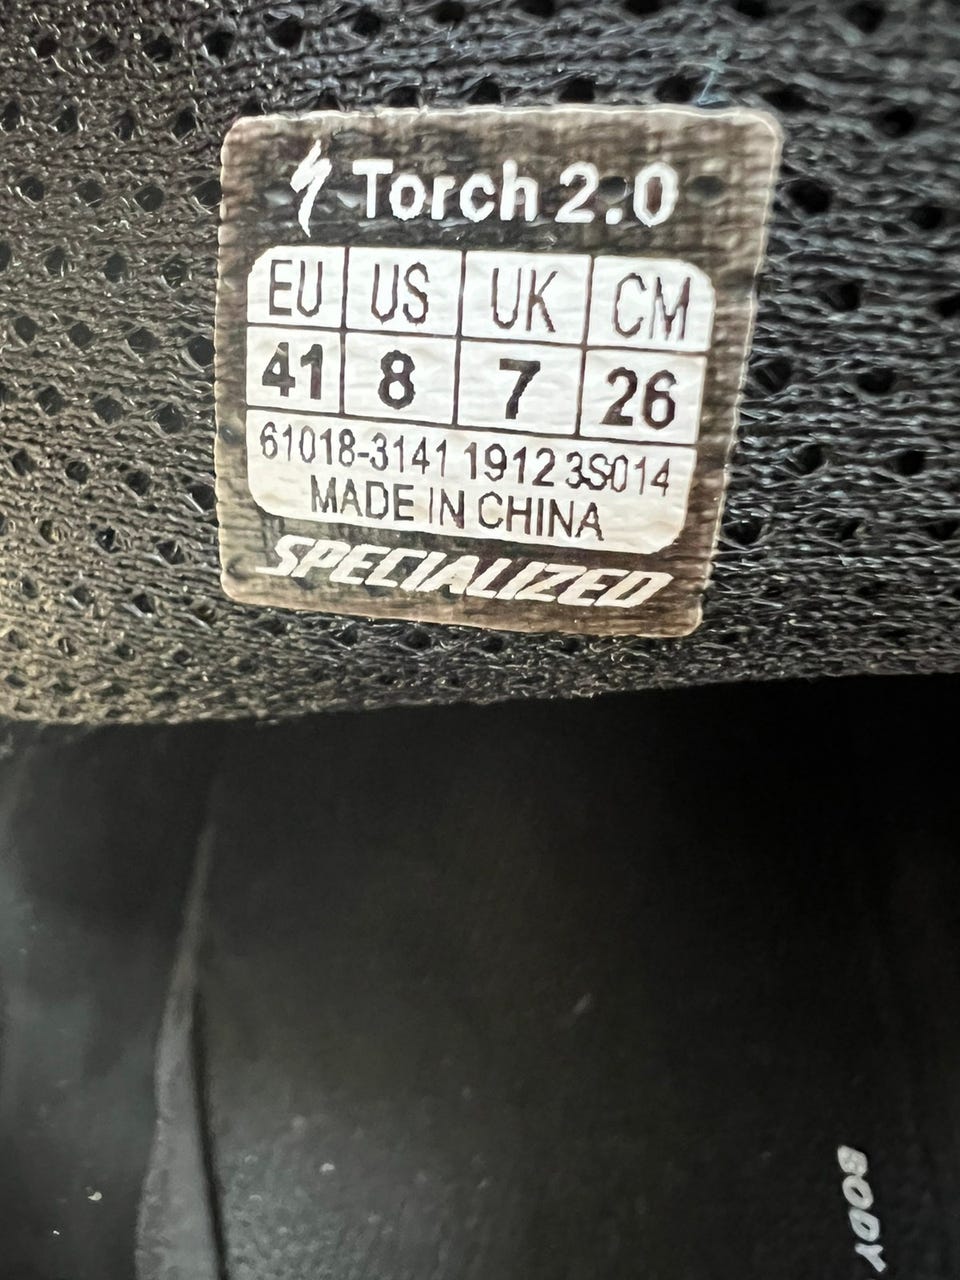 Torch 2.0
EU US UK CM
41 8 7 26
61018-3141 1912 3S014
MADE IN CHINA
SPECIALIZED
BODY